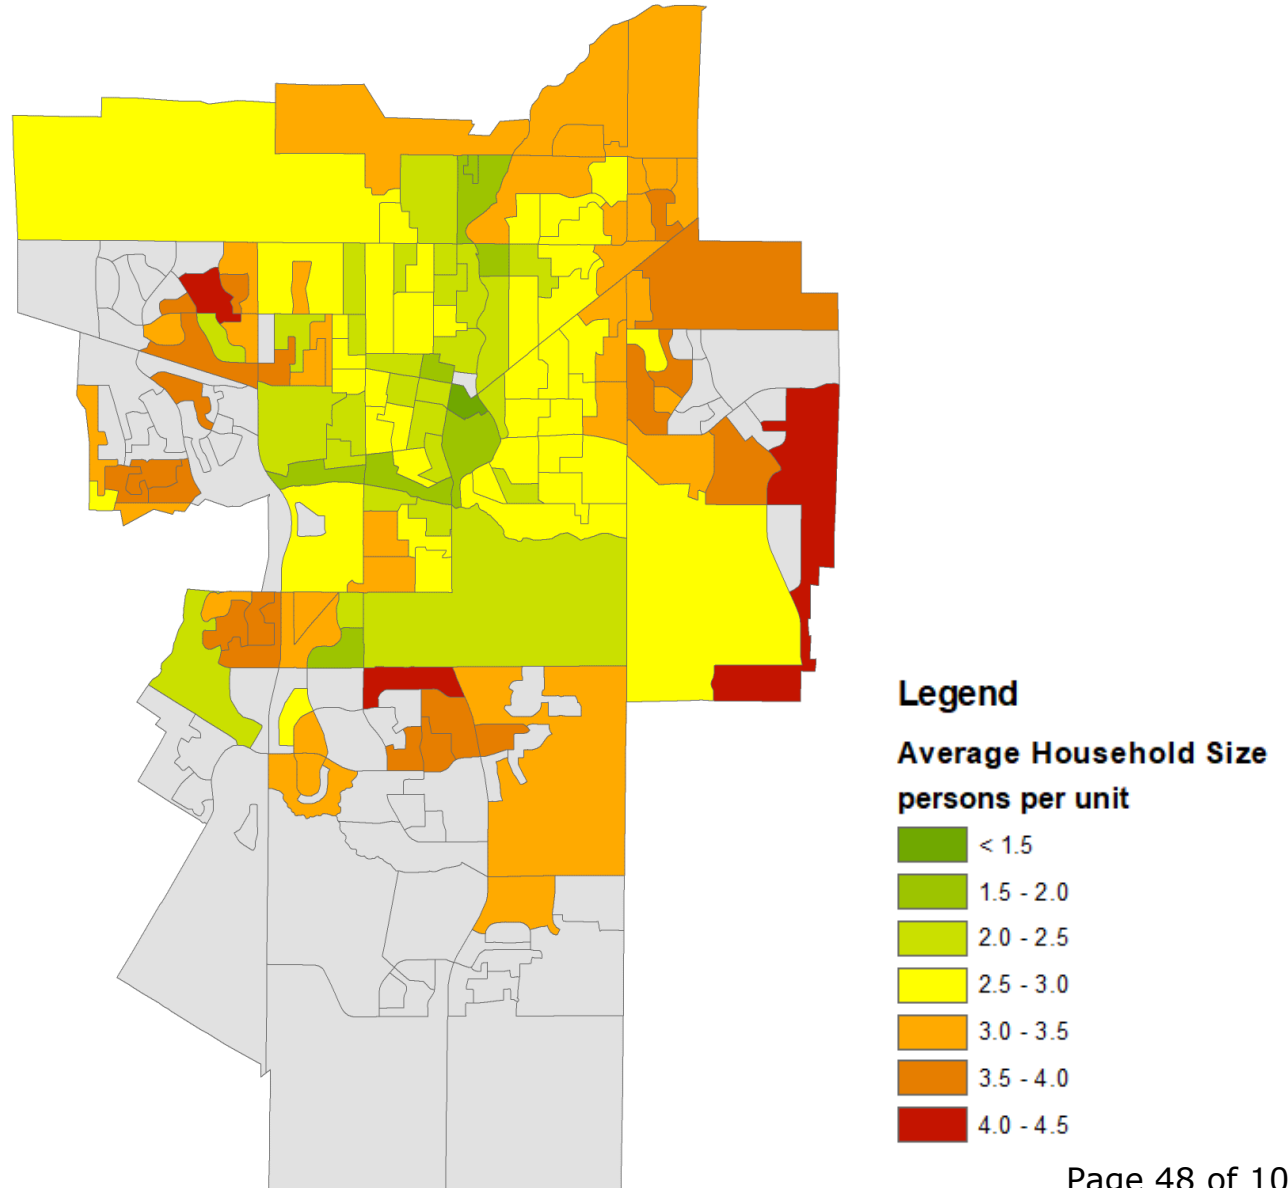 Legend
Average Household Size
persons per unit
< 1.5
1.5 - 2.0
2.0 - 2.5
2.5 - 3.0
3.0 - 3.5
3.5 - 4.0
4.0 - 4.5
Page 48 of 10